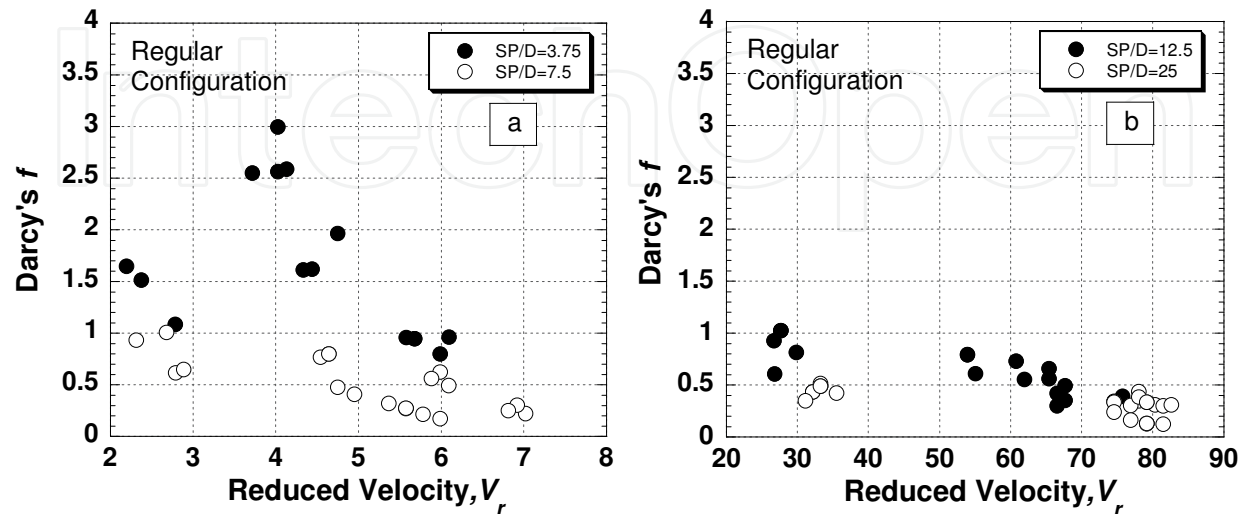 4
3.5
3
2.5
2
1.5
1
0.5
0
Darcy's f
Regular
Configuration
SP/D=3.75
SP/D=7.5
a
2 3 4 5 6 7 8
Reduced Velocity, V_r
4
3.5
3
2.5
2
1.5
1
0.5
0
Darcy's f
Regular
Configuration
SP/D=12.5
SP/D=25
b
20 30 40 50 60 70 80 90
Reduced Velocity, V_r
IntechOpen